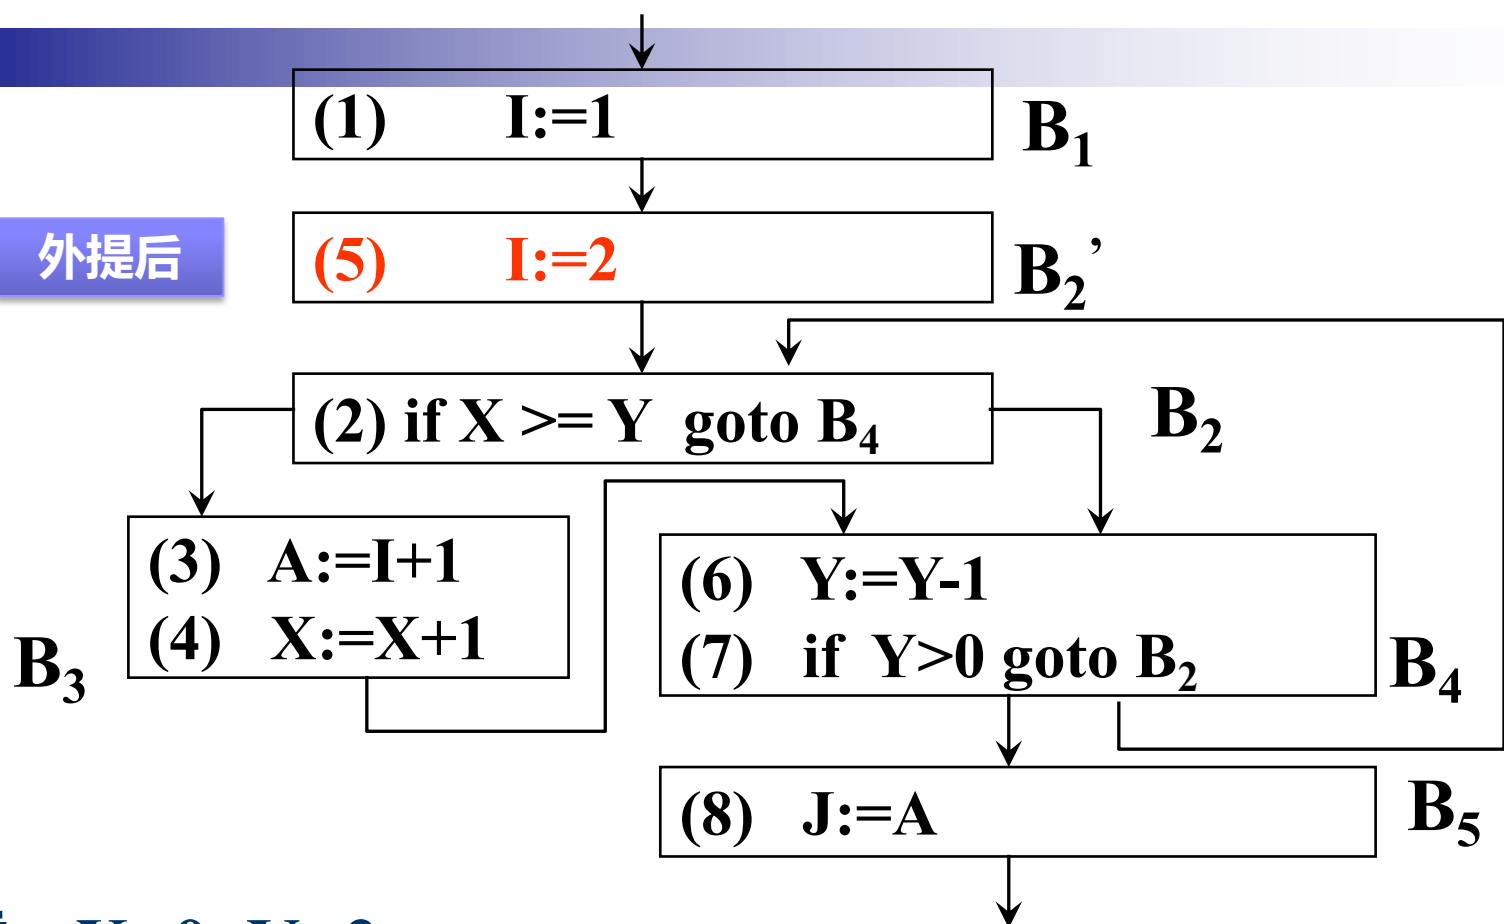 (1) I:=1
B₁
外提后
(5) I:=2
B₂’
(2) if X >= Y goto B₄
B₂
(3) A:=I+1
(4) X:=X+1
B₃
(6) Y:=Y-1
(7) if Y>0 goto B₂
B₄
(8) J:=A
B₅